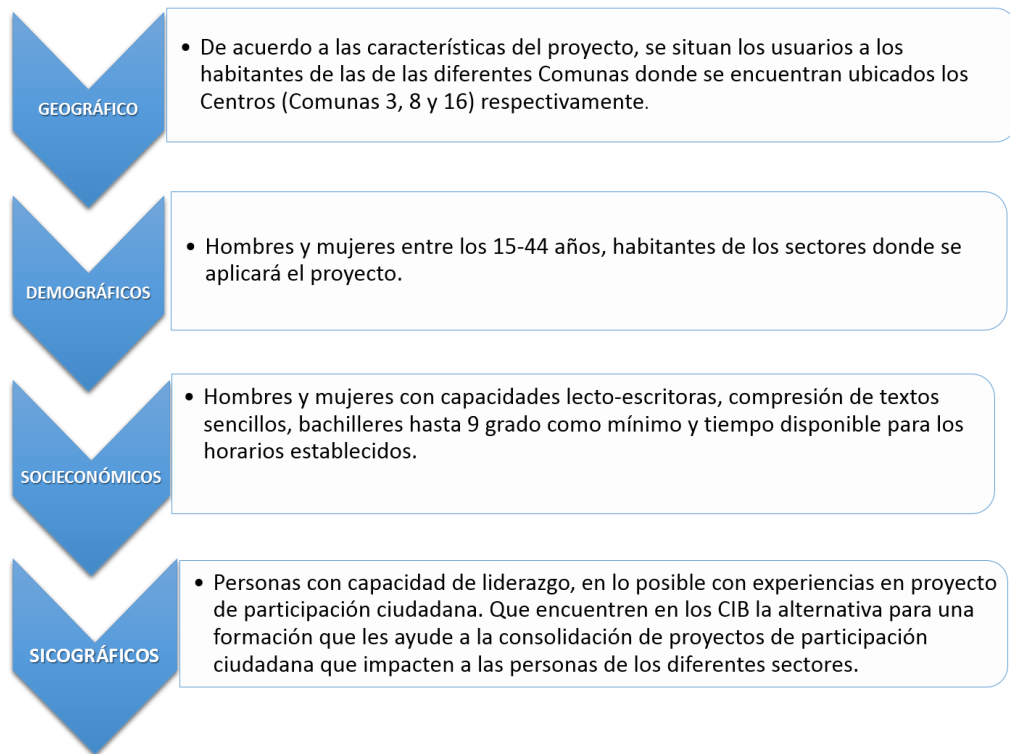 GEOGRÁFICO
• De acuerdo a las características del proyecto, se situan los usuarios a los
habitantes de las de las diferentes Comunas donde se encuentran ubicados los
Centros (Comunas 3, 8 y 16) respectivamente.
DEMOGRÁFICOS
• Hombres y mujeres entre los 15-44 años, habitantes de los sectores donde se
aplicará el proyecto.
SOCIECONÓMICOS
• Hombres y mujeres con capacidades lecto-escritoras, compresión de textos
sencillos, bachilleres hasta 9 grado como mínimo y tiempo disponible para los
horarios establecidos.
SICOGRÁFICOS
• Personas con capacidad de liderazgo, en lo posible con experiencias en proyecto
de participación ciudadana. Que encuentren en los CIB la alternativa para una
formación que les ayude a la consolidación de proyectos de participación
ciudadana que impacten a las personas de los diferentes sectores.